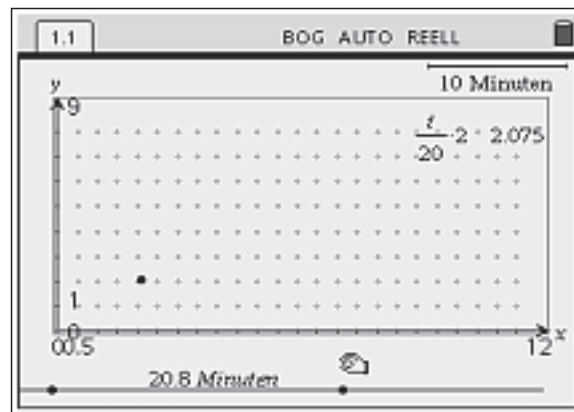 1.1 BOG AUTO REELL
10 Minuten
y
9
t/20 ·2 2.075
1
0
00.5 12 x
20.8 Minuten